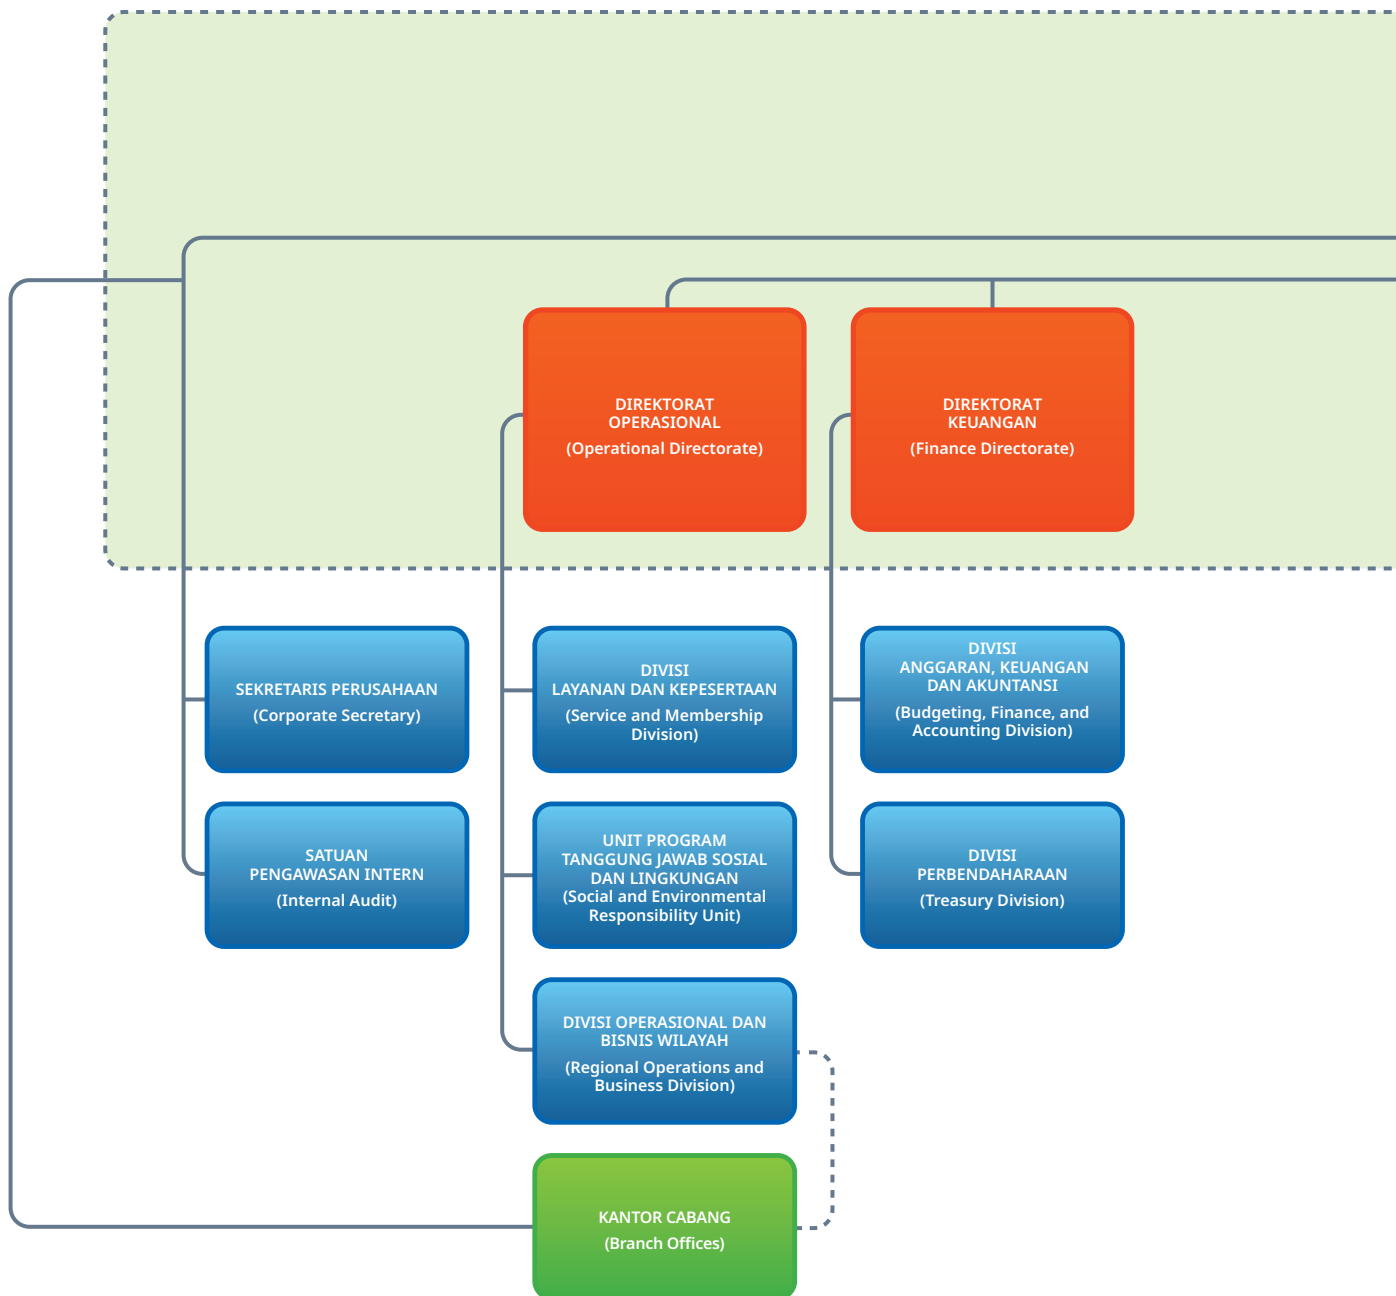 DIREKTORAT
OPERASIONAL
(Operational Directorate)
DIREKTORAT
KEUANGAN
(Finance Directorate)
SEKRETARIS PERUSAHAAN
(Corporate Secretary)
DIVISI
LAYANAN DAN KEPESERTAAN
(Service and Membership
Division)
DIVISI
ANGGARAN, KEUANGAN
DAN AKUNTANSI
(Budgeting, Finance, and
Accounting Division)
SATUAN
PENGAWASAN INTERN
(Internal Audit)
UNIT PROGRAM
TANGGUNG JAWAB SOSIAL
DAN LINGKUNGAN
(Social and Environmental
Responsibility Unit)
DIVISI
PERBENDAHARAAN
(Treasury Division)
DIVISI OPERASIONAL DAN
BISNIS WILAYAH
(Regional Operations and
Business Division)
KANTOR CABANG
(Branch Offices)